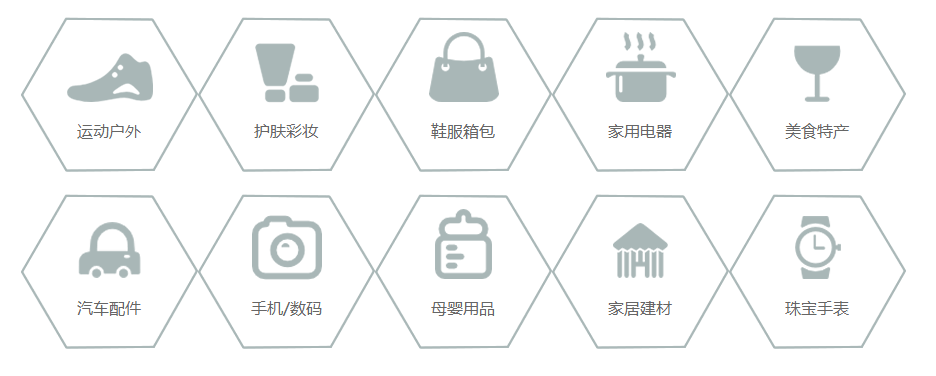 运动户外
护肤彩妆
鞋服箱包
家用电器
美食特产
汽车配件
手机/数码
母婴用品
家居建材
珠宝手表